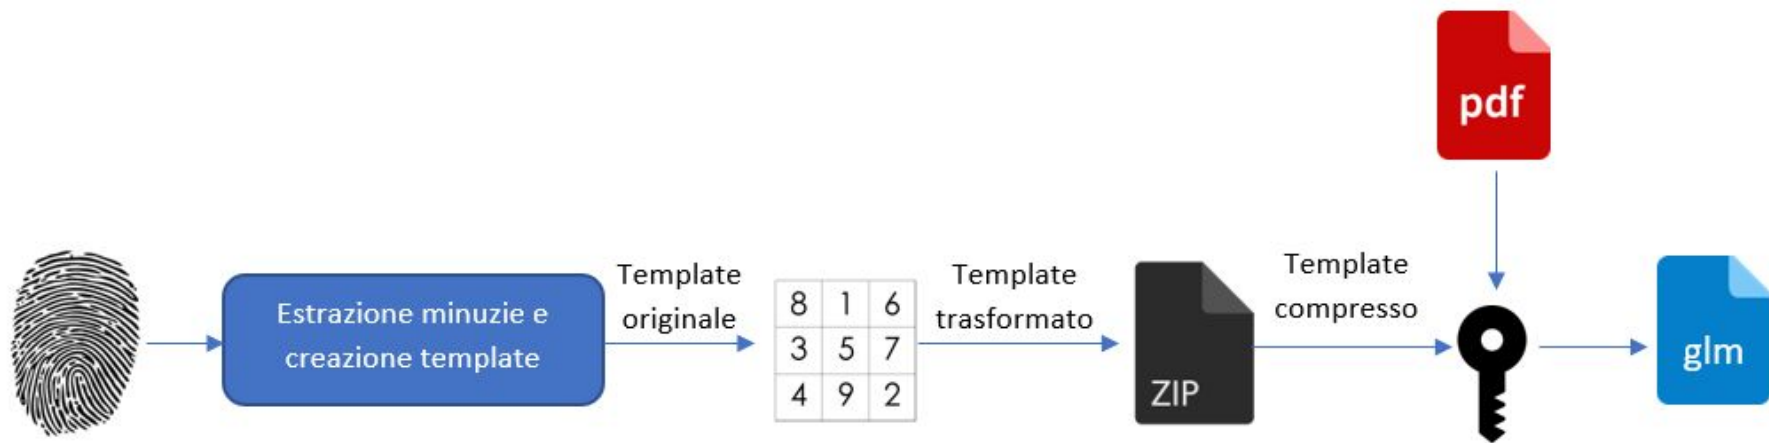 pdf
Estrazione minuzie e
creazione template
Template
originale
8 1 6
3 5 7
4 9 2
Template
trasformato
ZIP
Template
compresso
glm